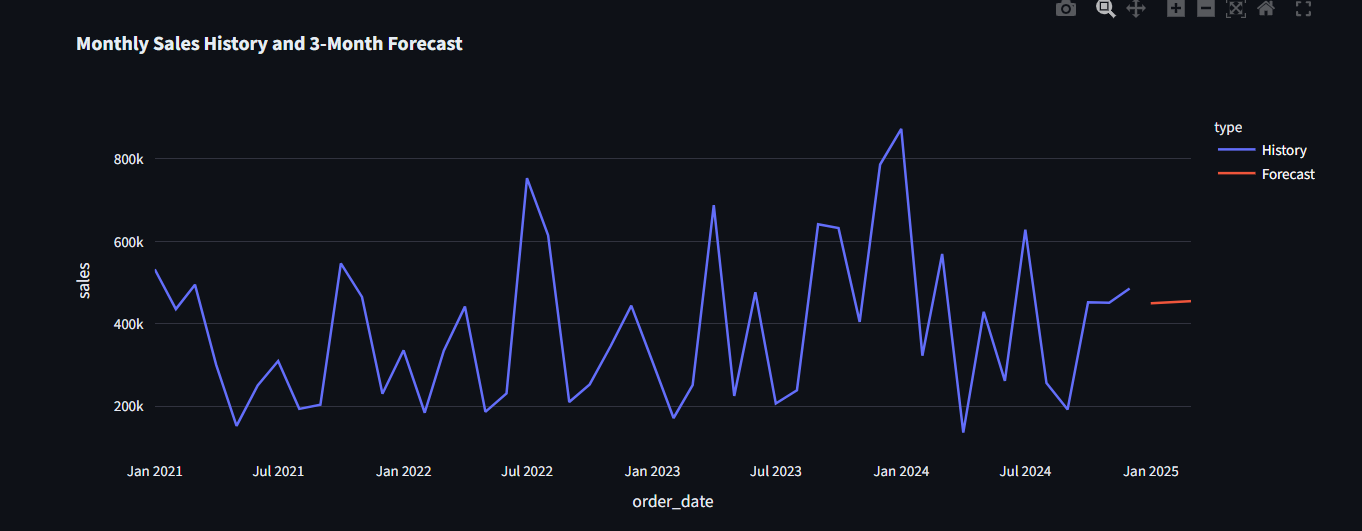 Monthly Sales History and 3-Month Forecast
type
History
Forecast
800k
600k
400k
200k
sales
Jan 2021
Jul 2021
Jan 2022
Jul 2022
Jan 2023
Jul 2023
Jan 2024
Jul 2024
Jan 2025
order_date